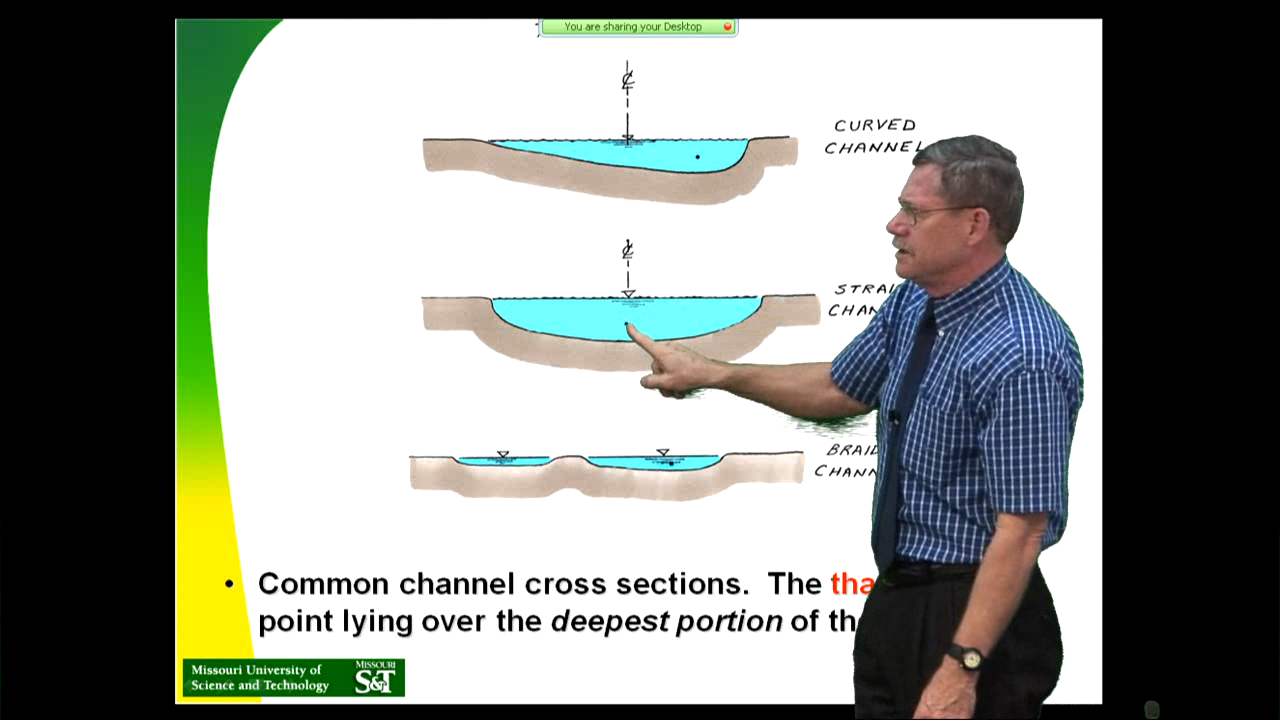 You are sharing your Desktop
CURVED
CHANNEL
STRAI
CHAN
BRAID
CHANN
• Common channel cross sections. The tha
point lying over the deepest portion of th
Missouri University of
Science and Technology
MISSOURI
S&T